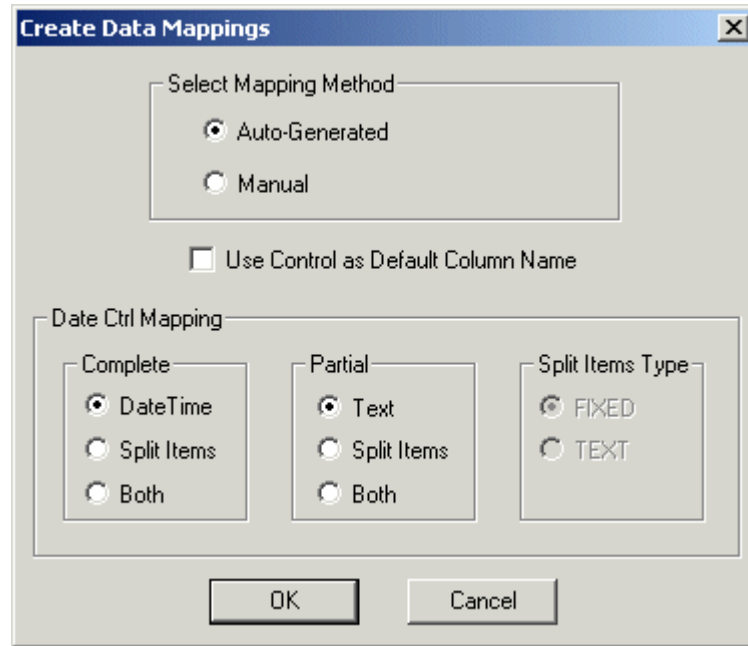 Create Data Mappings
Select Mapping Method
Auto-Generated
Manual
Use Control as Default Column Name
Date Ctrl Mapping
Complete
DateTime
Split Items
Both
Partial
Text
Split Items
Both
Split Items Type
FIXED
TEXT
OK
Cancel